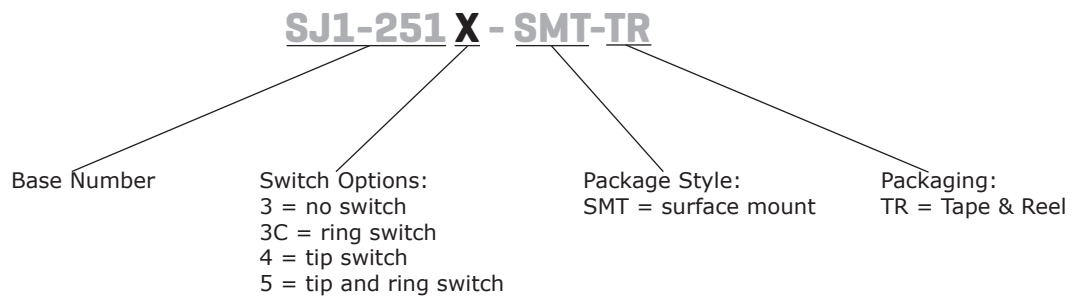 SJ1-251 X - SMT-TR
Base Number
Switch Options:
3 = no switch
3C = ring switch
4 = tip switch
5 = tip and ring switch
Package Style:
SMT = surface mount
Packaging:
TR = Tape & Reel